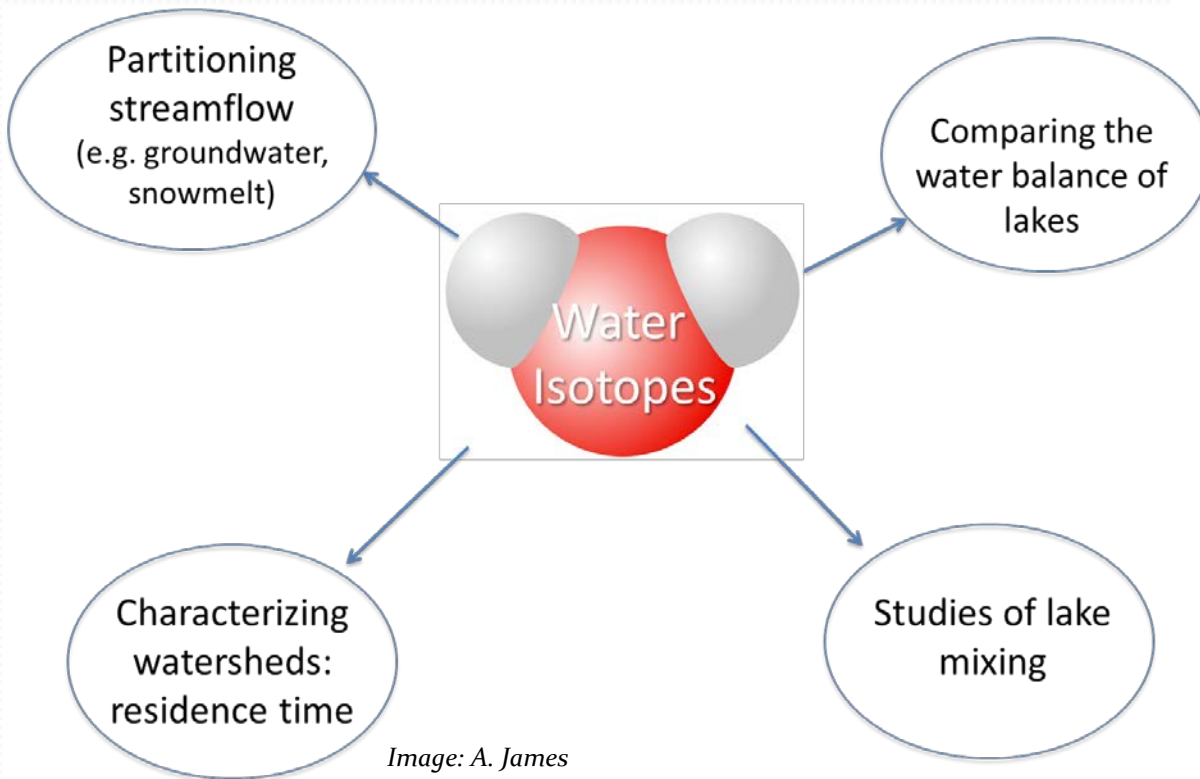 Partitioning
streamflow
(e.g. groundwater,
snowmelt)
Comparing the
water balance of
lakes
Water
Isotopes
Characterizing
watersheds:
residence time
Studies of lake
mixing
Image: A. James